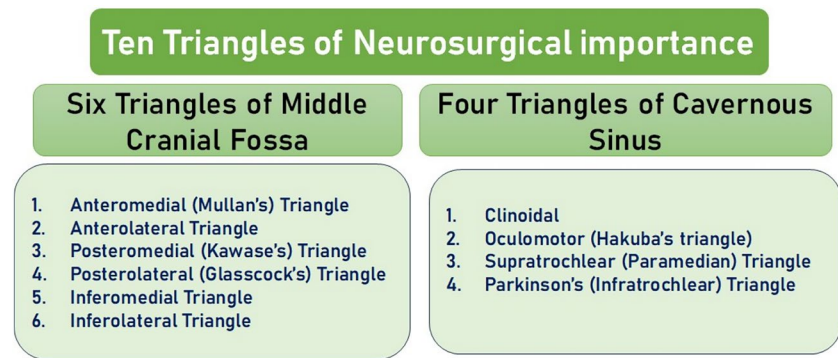 Ten Triangles of Neurosurgical importance
Six Triangles of Middle
Cranial Fossa
1. Anteromedial (Mullan's) Triangle
2. Anterolateral Triangle
3. Posteromedial (Kawase's) Triangle
4. Posterolateral (Glasscock's) Triangle
5. Inferomedial Triangle
6. Inferolateral Triangle
Four Triangles of Cavernous
Sinus
1. Clinoidal
2. Oculomotor (Hakuba's triangle)
3. Supratrochlear (Paramedian) Triangle
4. Parkinson's (Infratrochlear) Triangle